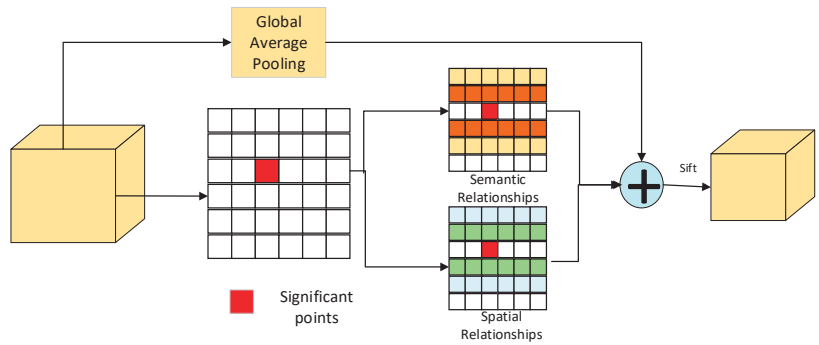 Global
Average
Pooling
Semantic
Relationships
Sift
Significant
points
Spatial
Relationships